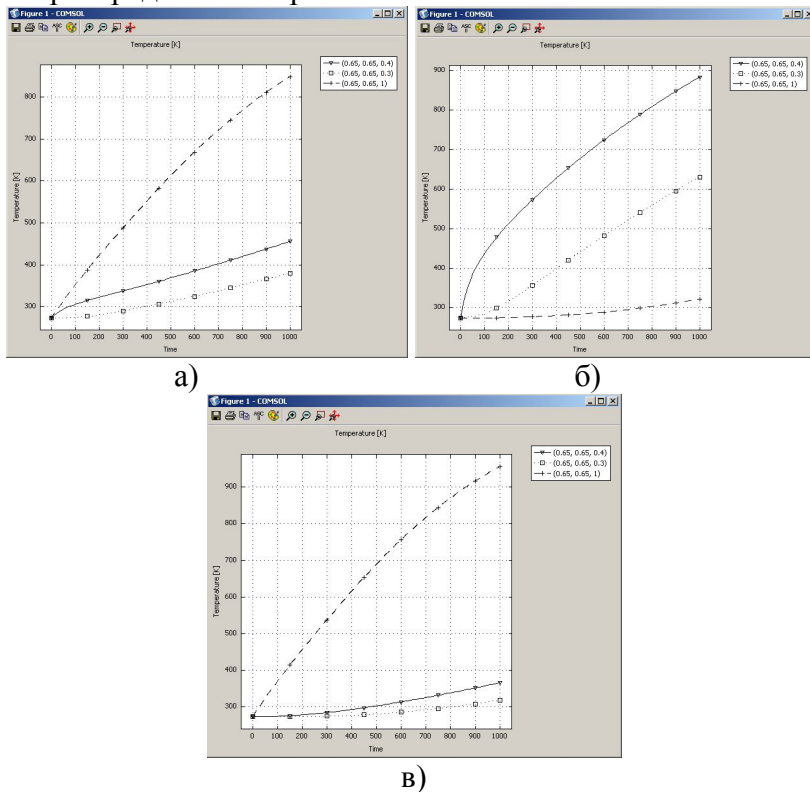 Figure 1 - COMSOL
Temperature [K]
(0.65, 0.65, 0.4)
(0.65, 0.65, 0.3)
(0.65, 0.65, 1)
800
700
600
500
400
300
Temperature [K]
0 100 200 300 400 500 600 700 800 900 1000
Time
а)
Figure 1 - COMSOL
Temperature [K]
(0.65, 0.65, 0.4)
(0.65, 0.65, 0.3)
(0.65, 0.65, 1)
900
800
700
600
500
400
300
Temperature [K]
0 100 200 300 400 500 600 700 800 900 1000
Time
б)
Figure 1 - COMSOL
Temperature [K]
(0.65, 0.65, 0.4)
(0.65, 0.65, 0.3)
(0.65, 0.65, 1)
900
800
700
600
500
400
300
Temperature [K]
0 100 200 300 400 500 600 700 800 900 1000
Time
в)